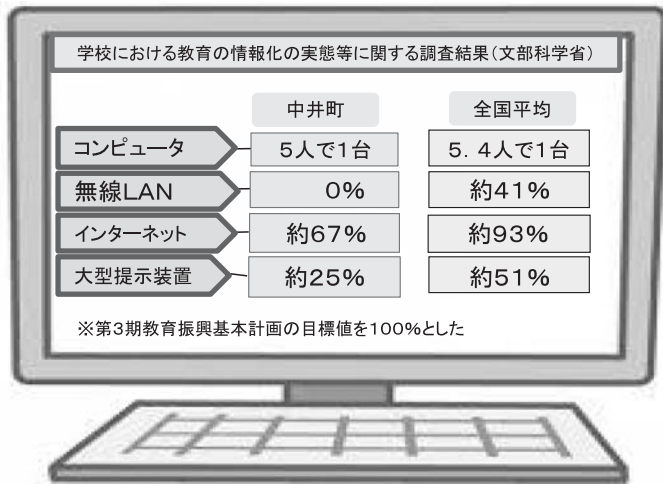 学校における教育の情報化の実態等に関する調査結果(文部科学省)
中井町 全国平均
コンピュータ 5人で1台 5.4人で1台
無線LAN 0% 約41%
インターネット 約67% 約93%
大型提示装置 約25% 約51%
※第3期教育振興基本計画の目標値を100%とした